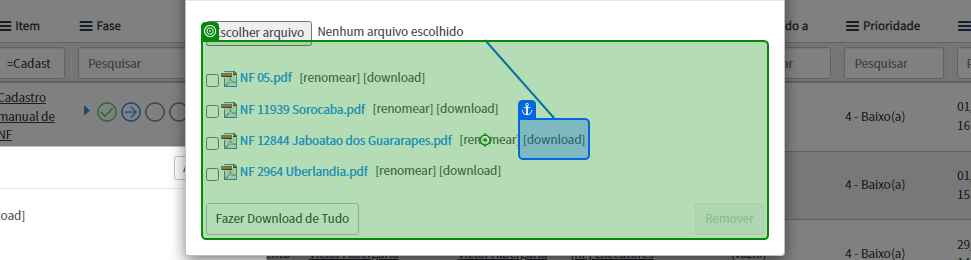 Item
Fase
do a
Prioridade
Escolher arquivo
Nenhum arquivo escolhido
=Cadast
Pesquisar
Pesquisar
Pesquisar
NF 05.pdf [renomear] [download]
Cadastro
manual de
NF
NF 11939 Sorocaba.pdf [renomear] [download]
4 - Baixo(a)
01
16
NF 12844 Jaboatao dos Guararapes.pdf [renomear] [download]
NF 2964 Uberlandia.pdf [renomear] [download]
4 - Baixo(a)
01
15
oad]
Fazer Download de Tudo
Remover
4 - Baixo(a)
29